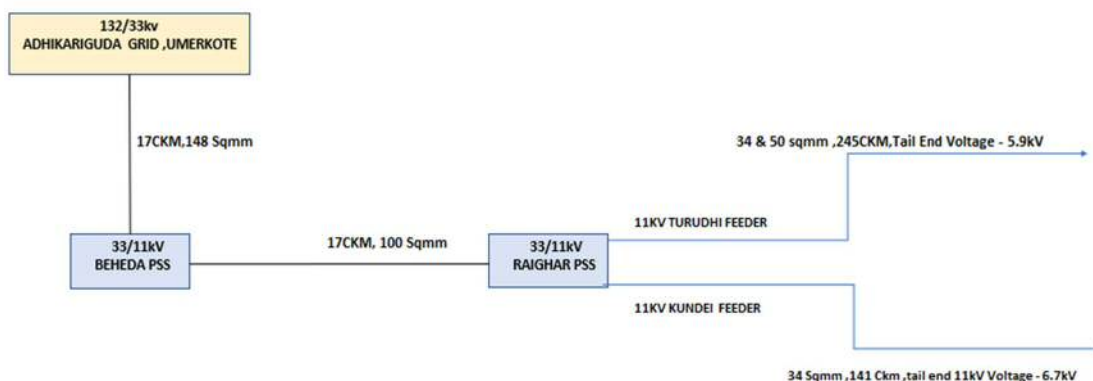 132/33kv
ADHIKARIGUDA GRID ,UMERKOTE
17CKM,148 Sqmm
34 & 50 sqmm ,245CKM,Tail End Voltage - 5.9kV
11KV TURUDHI FEEDER
33/11kV
BEHEDA PSS
17CKM, 100 Sqmm
33/11kV
RAIGHAR PSS
11KV KUNDEI FEEDER
34 Sqmm ,141 Ckm ,tail end 11kV Voltage - 6.7kV